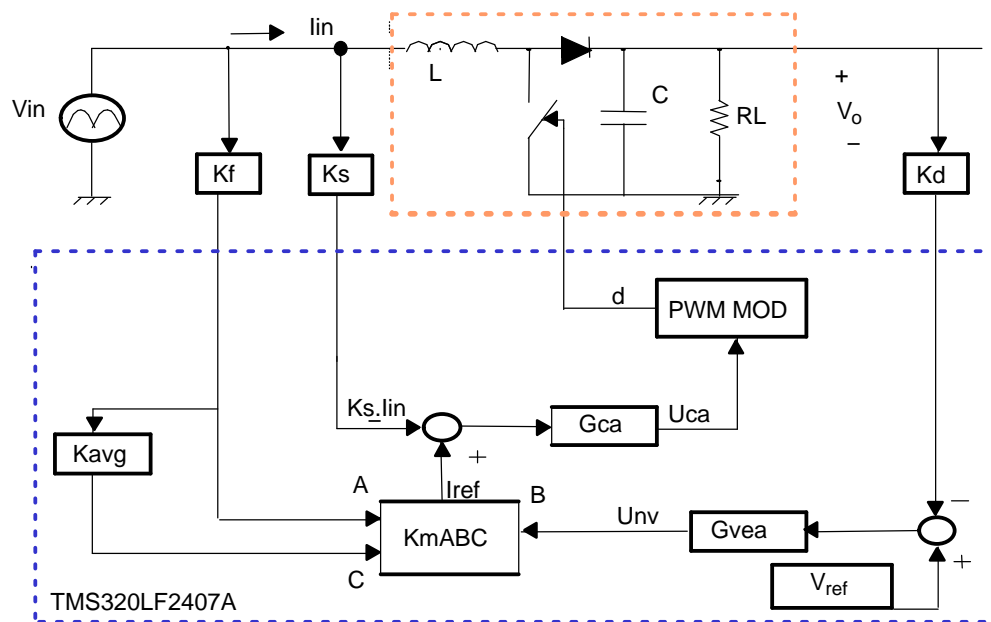 Iin
L
Vin
C
RL
+
Vo
−
Kf
Ks
Kd
d
PWM MOD
Ks.Iin
−
+
Gca
Uca
Kavg
A
Iref
B
KmABC
C
Unv
Gvea
−
+
Vref
TMS320LF2407A